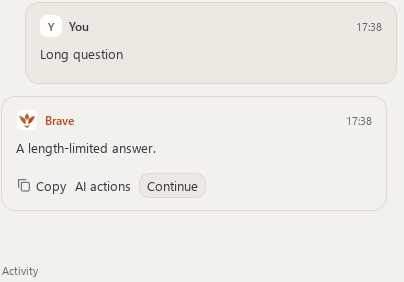 Y You 17:38
Long question
Brave 17:38
A length-limited answer.
Copy AI actions Continue
Activity